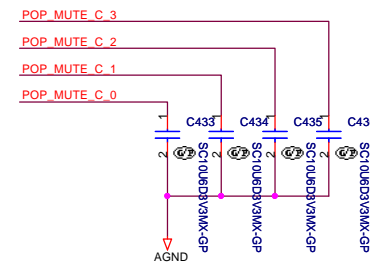 POP_MUTE_C_3
POP_MUTE_C_2
POP_MUTE_C_1
POP_MUTE_C_0
1 C433 1 C434 1 C435 1 C43
2 G/P 2 G/P 2 G/P 2 G/P
SC10U6D3V3MX-GP
SC10U6D3V3MX-GP
SC10U6D3V3MX-GP
SC10U6D3V3MX-GP
AGND